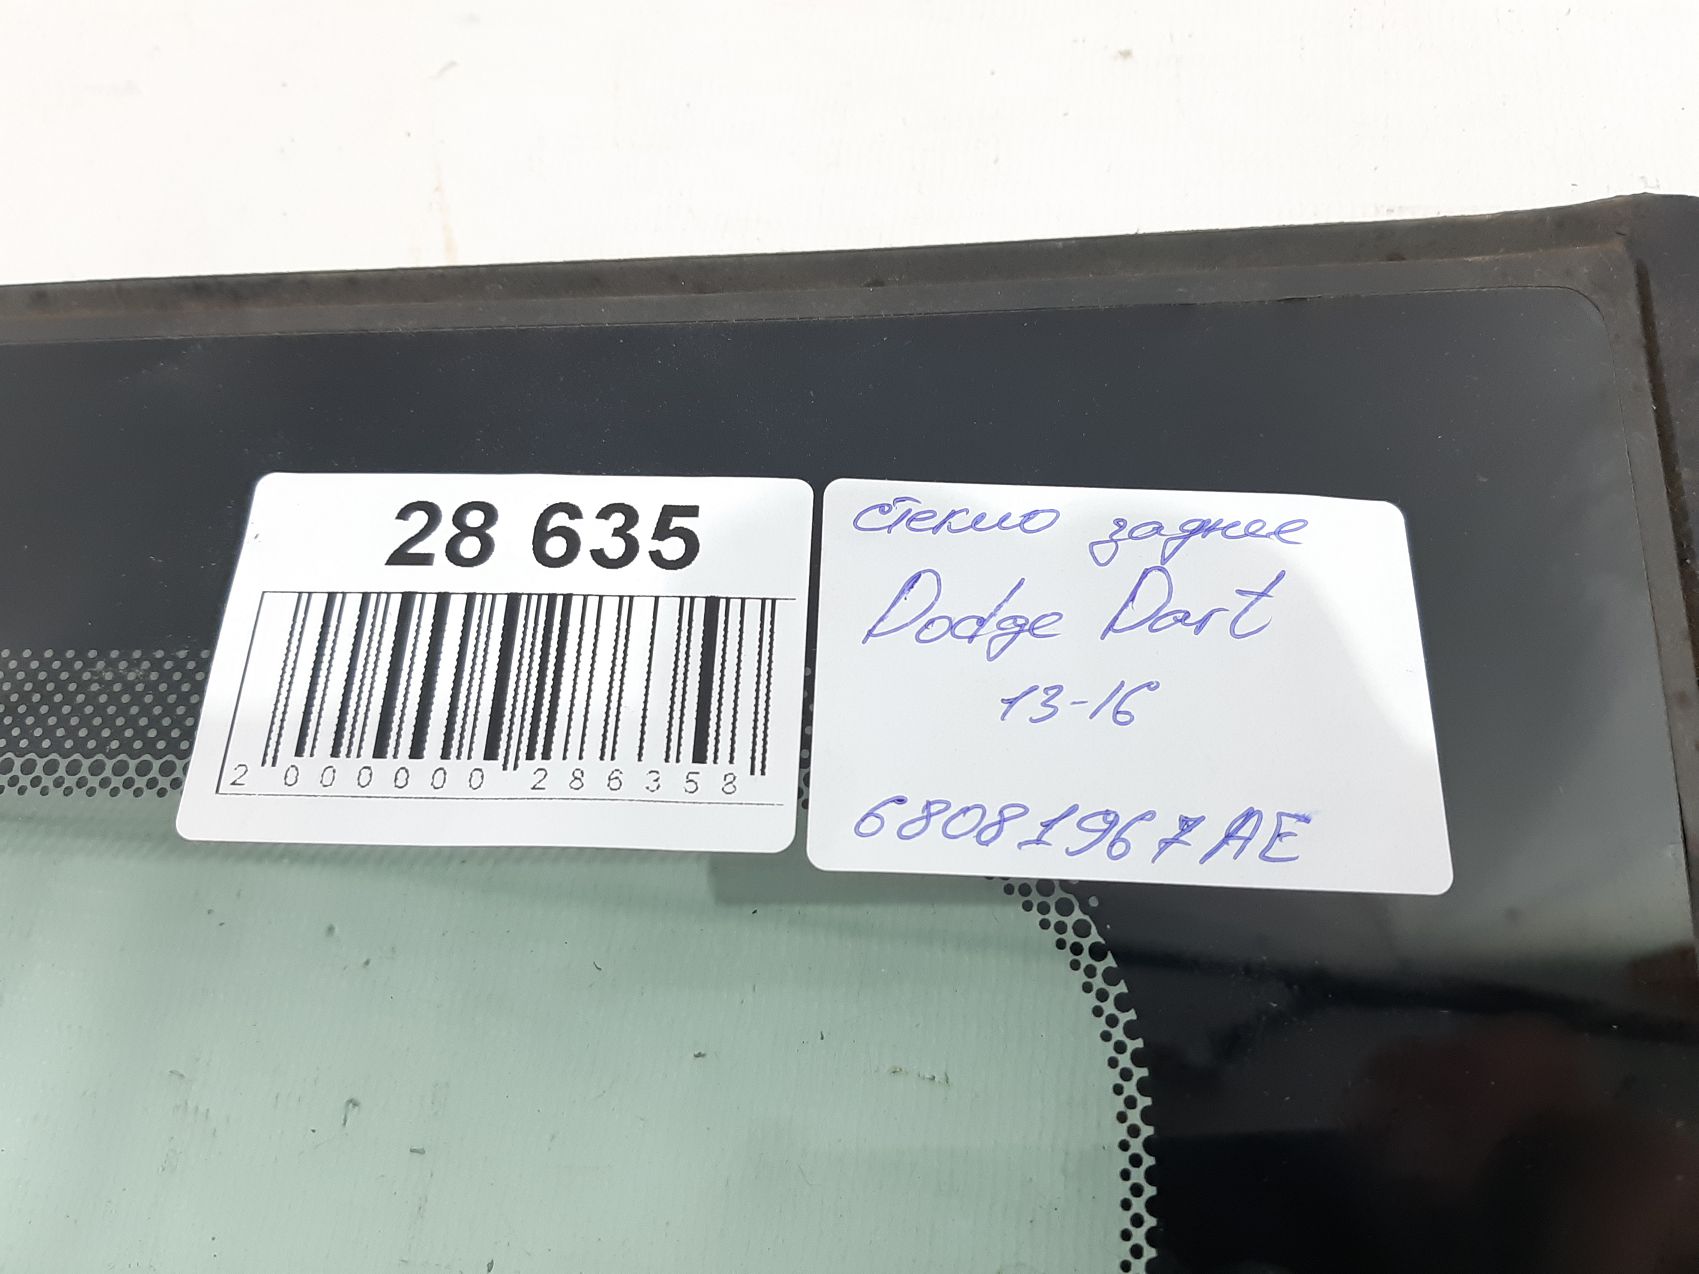 28 635
2 000000 286358
стекло заднее
Dodge Dart
13-16
68081967AE